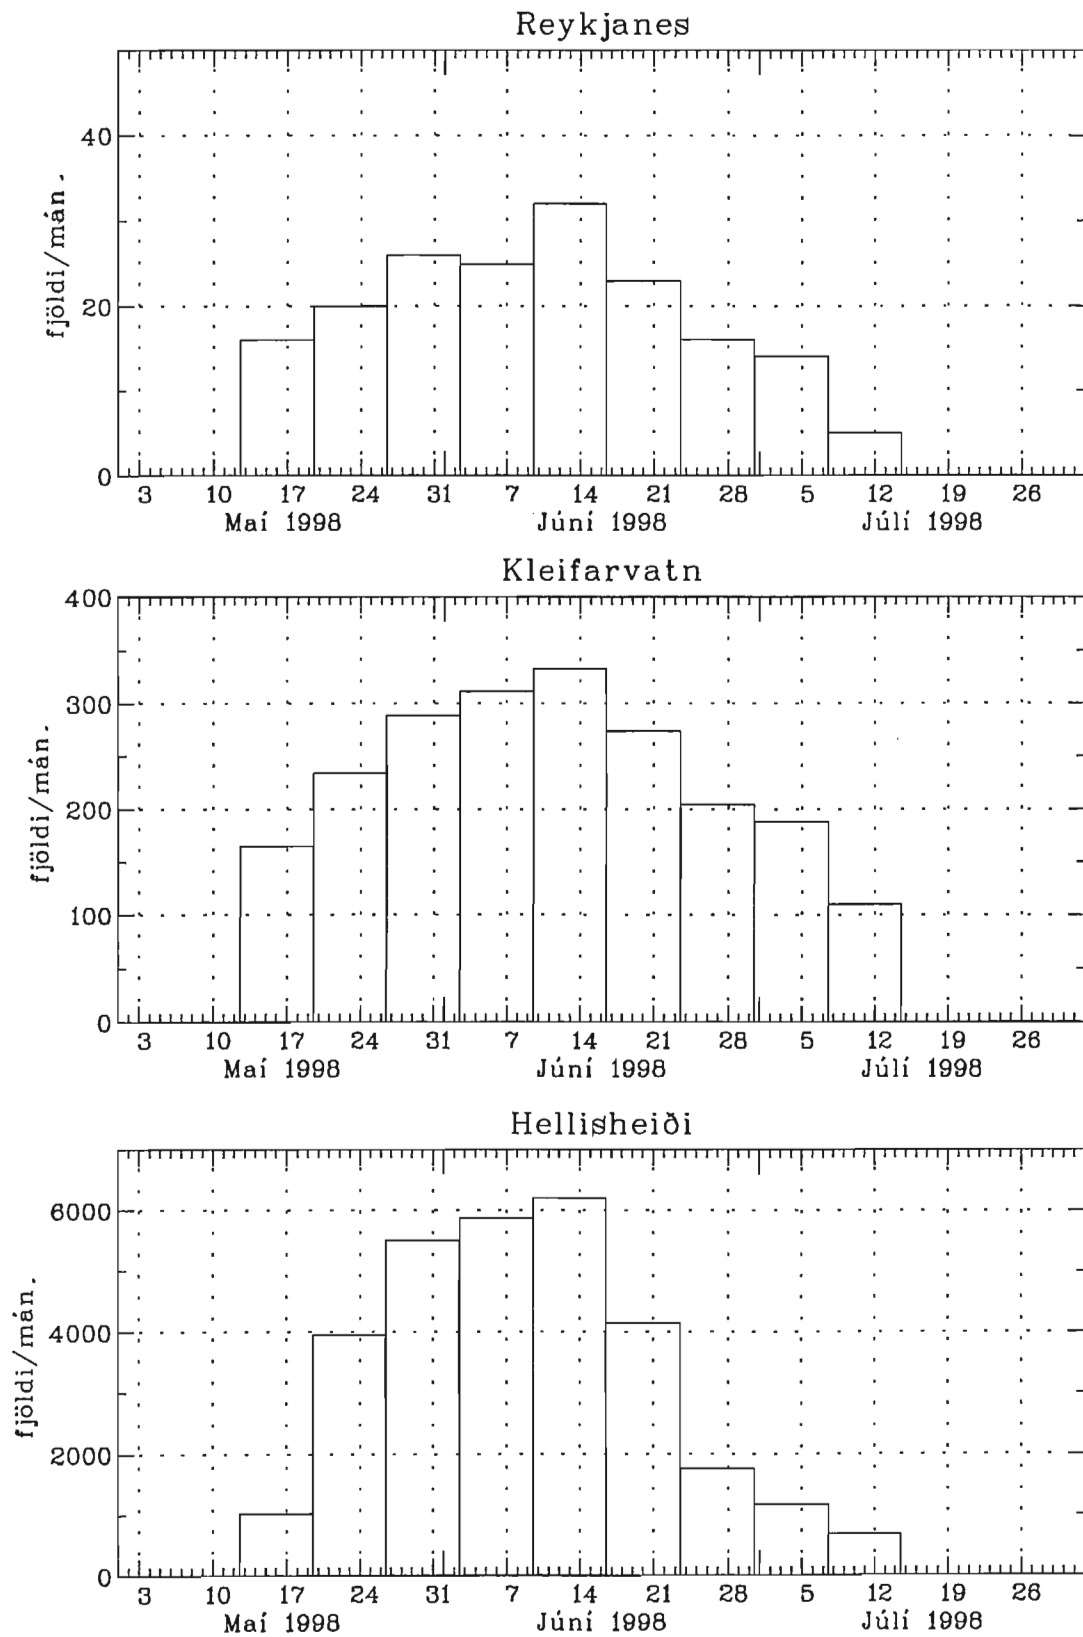 Reykjanes
40
20
0
fjöldi/mán.
3 10 17 24 31 7 14 21 28 5 12 19 26
Maí 1998 Júní 1998 Júlí 1998
Kleifarvatn
400
300
200
100
0
fjöldi/mán.
3 10 17 24 31 7 14 21 28 5 12 19 26
Maí 1998 Júní 1998 Júlí 1998
Hellisheiði
6000
4000
2000
0
fjöldi/mán.
3 10 17 24 31 7 14 21 28 5 12 19 26
Maí 1998 Júní 1998 Júlí 1998